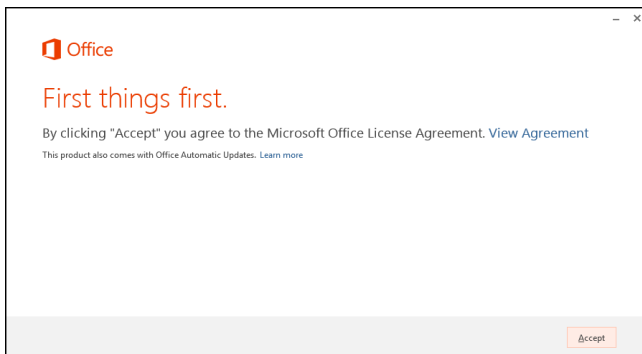 Office
First things first.
By clicking "Accept" you agree to the Microsoft Office License Agreement. View Agreement
This product also comes with Office Automatic Updates. Learn more
Accept